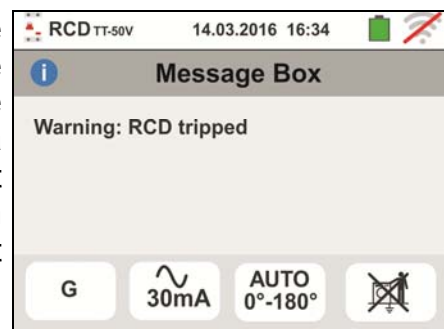 RCD TT-50V 14.03.2016 16:34
i Message Box
Warning: RCD tripped
G 30mA AUTO
0°-180°